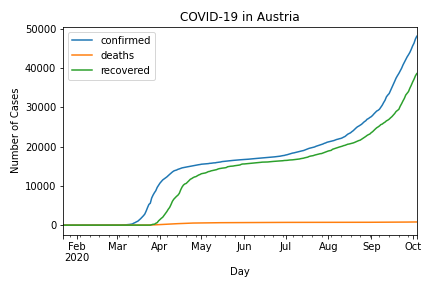 COVID-19 in Austria
confirmed
deaths
recovered
Number of Cases
50000
40000
30000
20000
10000
0
Feb Mar Apr May Jun Jul Aug Sep Oct
2020
Day